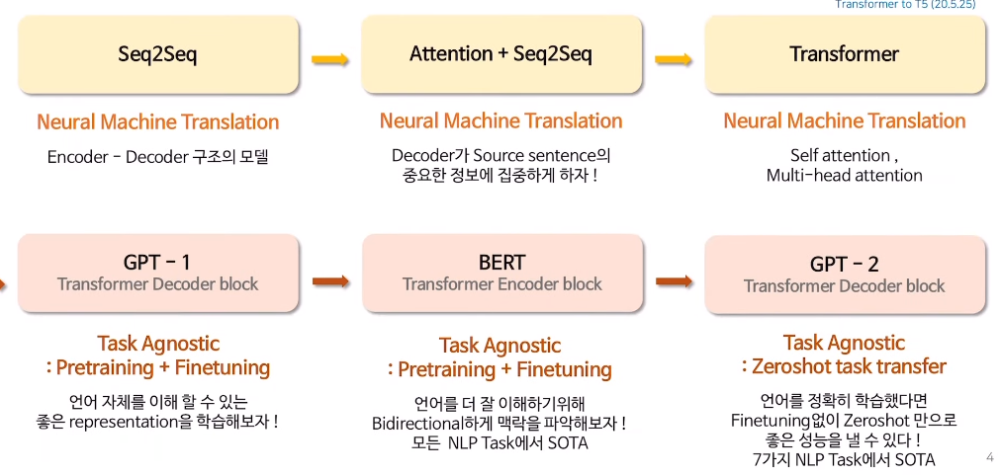 Transformer to T5 (20.5.25)
Seq2Seq
Attention + Seq2Seq
Transformer
Neural Machine Translation
Encoder - Decoder 구조의 모델
Neural Machine Translation
Decoder가 Source sentence의
중요한 정보에 집중하게 하자 !
Neural Machine Translation
Self attention ,
Multi-head attention
GPT - 1
Transformer Decoder block
BERT
Transformer Encoder block
GPT - 2
Transformer Decoder block
Task Agnostic
: Pretraining + Finetuning
언어 자체를 이해 할 수 있는
좋은 representation을 학습해보자 !
Task Agnostic
: Pretraining + Finetuning
언어를 더 잘 이해하기위해
Bidirectional하게 맥락을 파악해보자 !
모든 NLP Task에서 SOTA
Task Agnostic
: Zeroshot task transfer
언어를 정확히 학습했다면
Finetuning없이 Zeroshot 만으로
좋은 성능을 낼 수 있다 !
7가지 NLP Task에서 SOTA
4